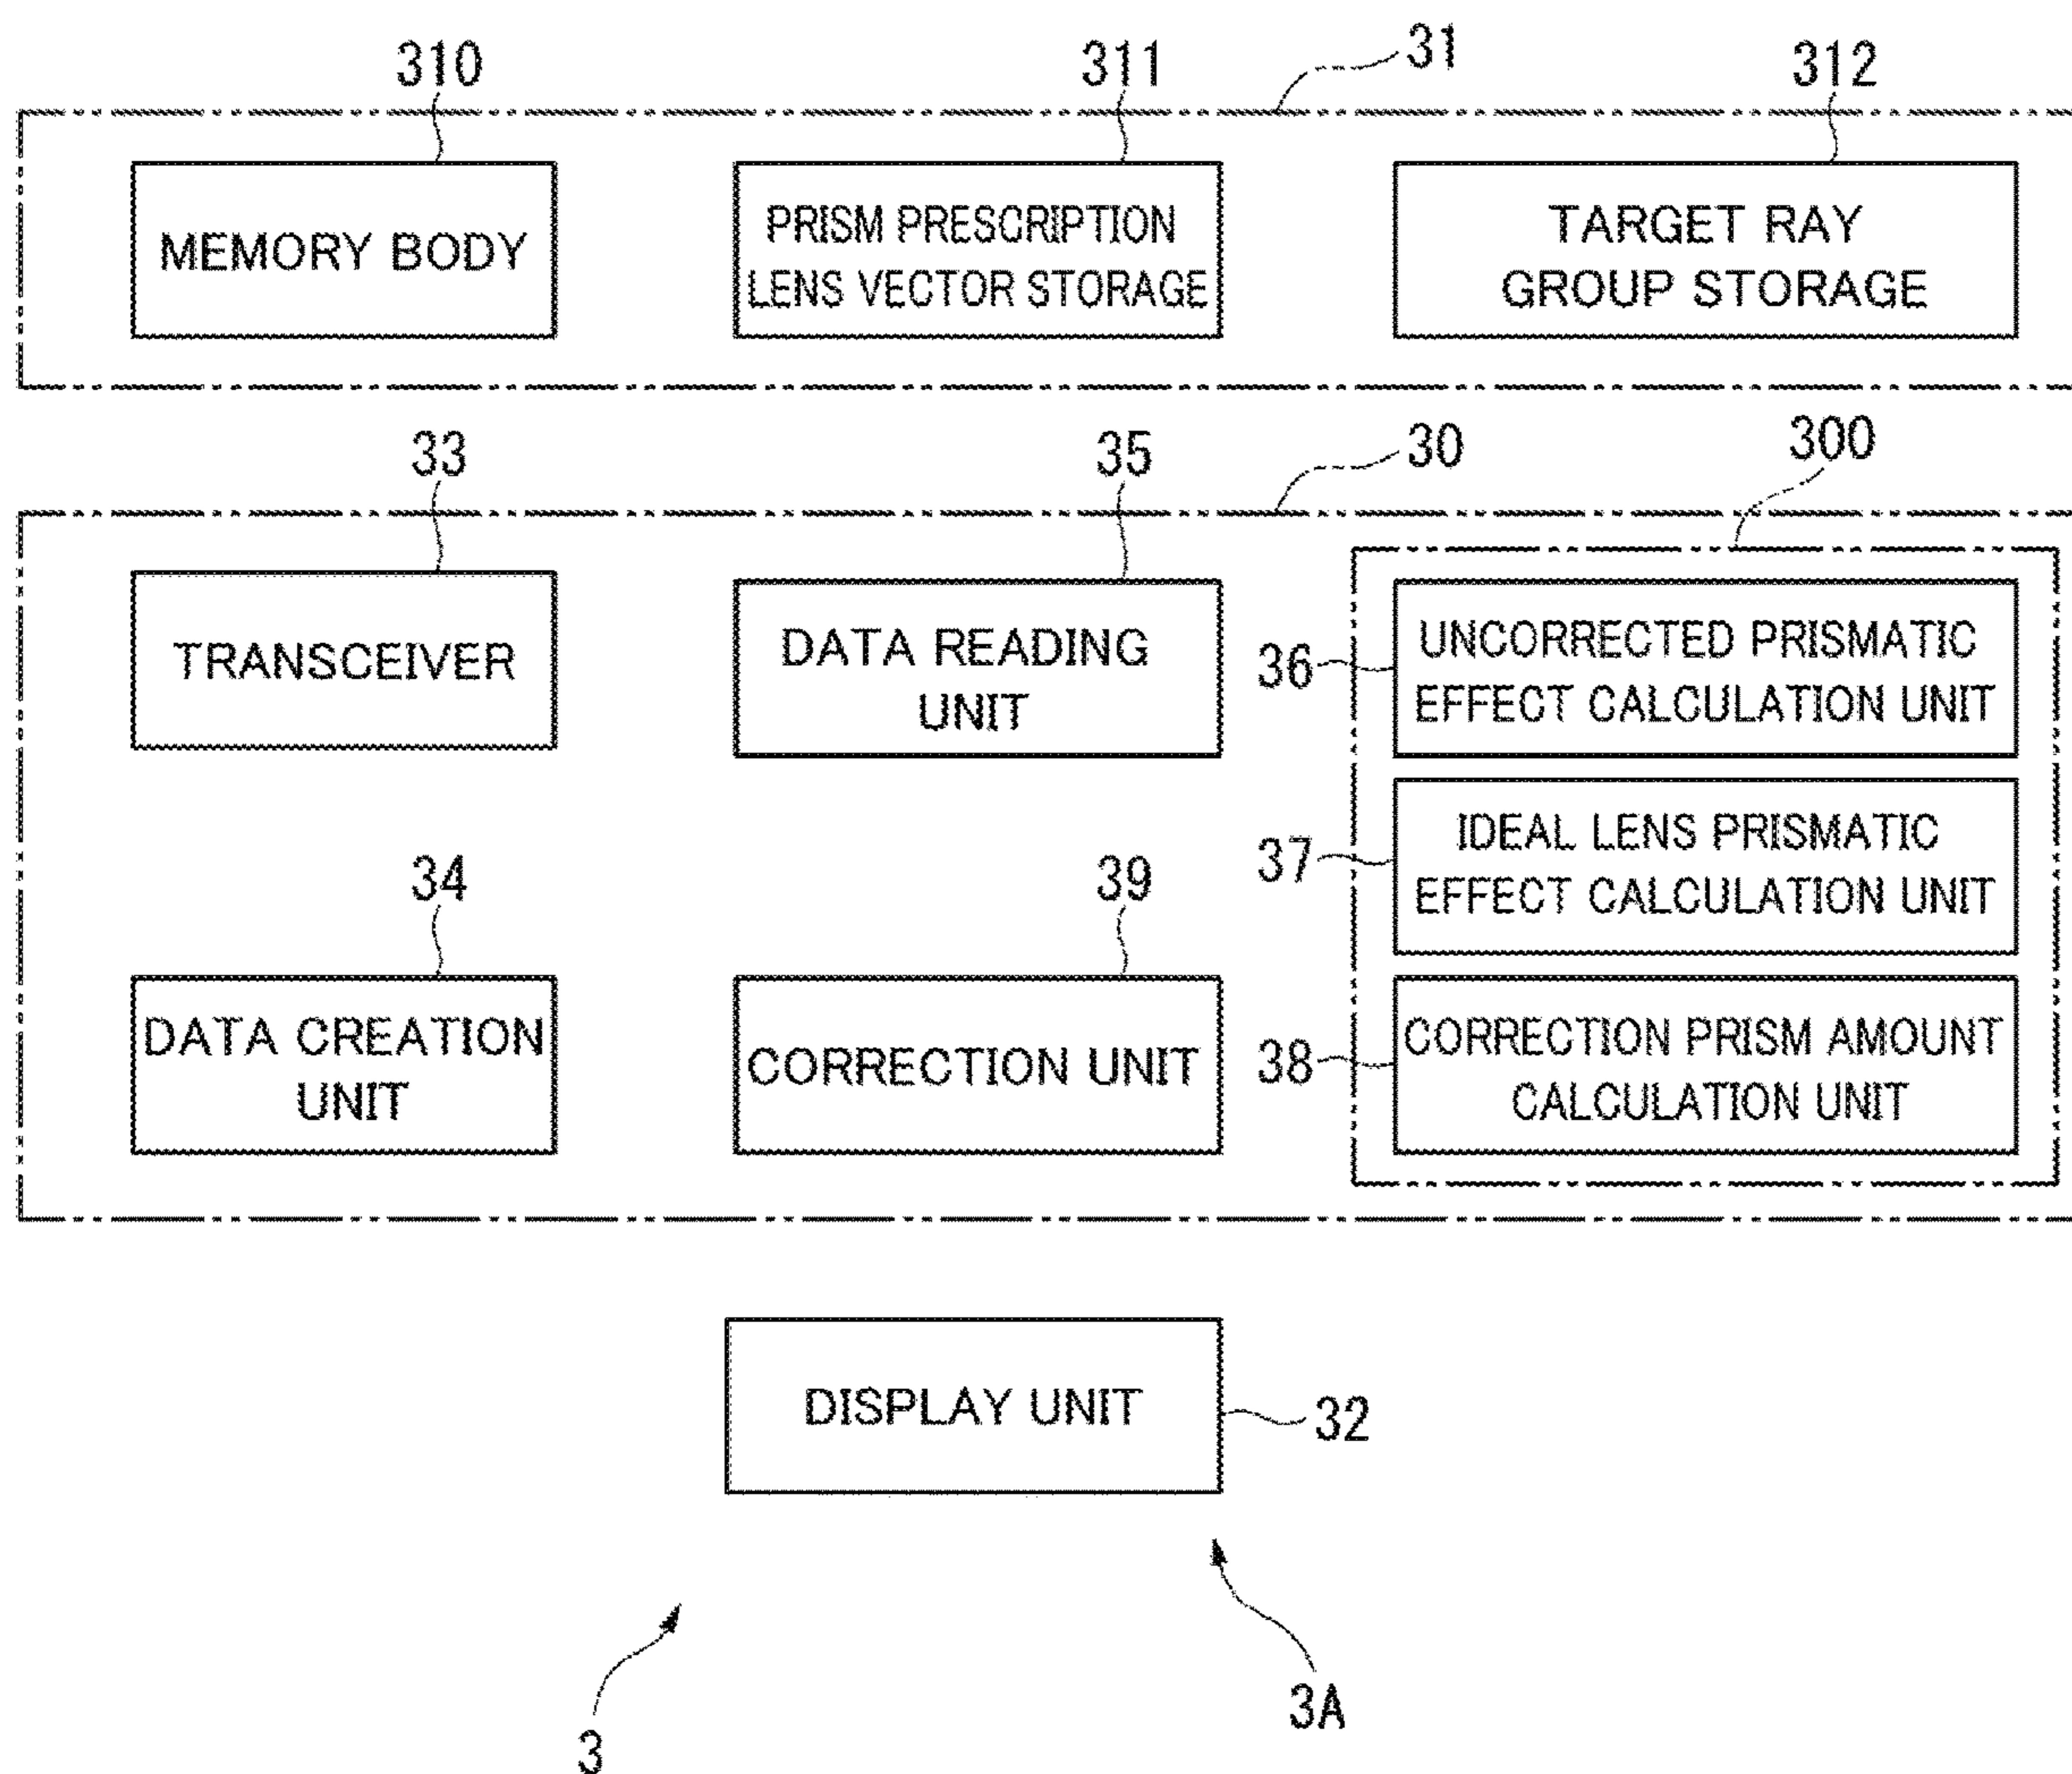 31
310
311
312
MEMORY BODY
PRISM PRESCRIPTION
LENS VECTOR STORAGE
TARGET RAY
GROUP STORAGE
30
300
33
35
TRANSCEIVER
DATA READING
UNIT
36
UNCORRECTED PRISMATIC
EFFECT CALCULATION UNIT
37
IDEAL LENS PRISMATIC
EFFECT CALCULATION UNIT
34
39
DATA CREATION
UNIT
CORRECTION UNIT
38
CORRECTION PRISM AMOUNT
CALCULATION UNIT
DISPLAY UNIT
32
3
3A